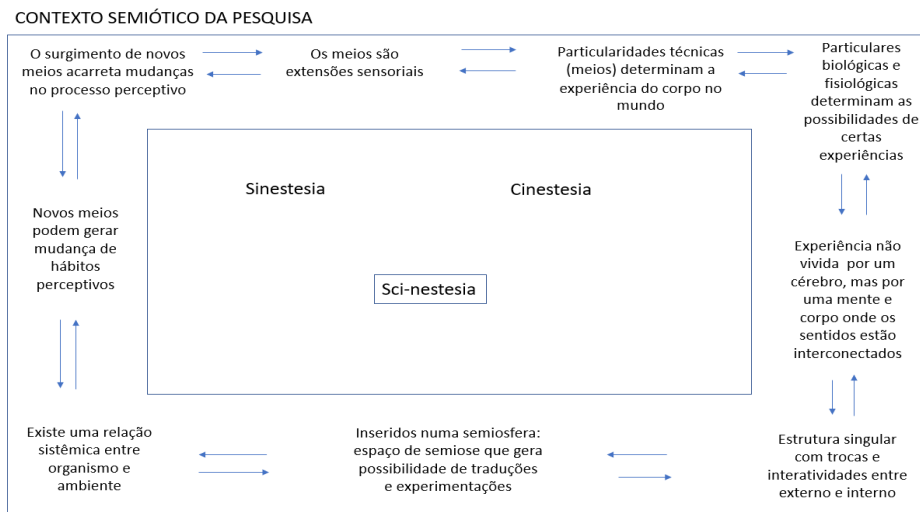 CONTEXTO SEMIÓTICO DA PESQUISA
O surgimento de novos
meios acarreta mudanças
no processo perceptivo
Os meios são
extensões sensoriais
Particularidades técnicas
(meios) determinam a
experiência do corpo no
mundo
Particulares
biológicas e
fisiológicas
determinam as
possibilidades de
certas
experiências
Sinestesia
Cinestesia
Sci-nestesia
Novos meios
podem gerar
mudança de
hábitos
perceptivos
Experiência não
vivida por um
cérebro, mas por
uma mente e
corpo onde os
sentidos estão
interconectados
Existe uma relação
sistêmica entre
organismo e
ambiente
Inseridos numa semiosfera:
espaço de semiose que gera
possibilidade de traduções
e experimentações
Estrutura singular
com trocas e
interatividades entre
externo e interno